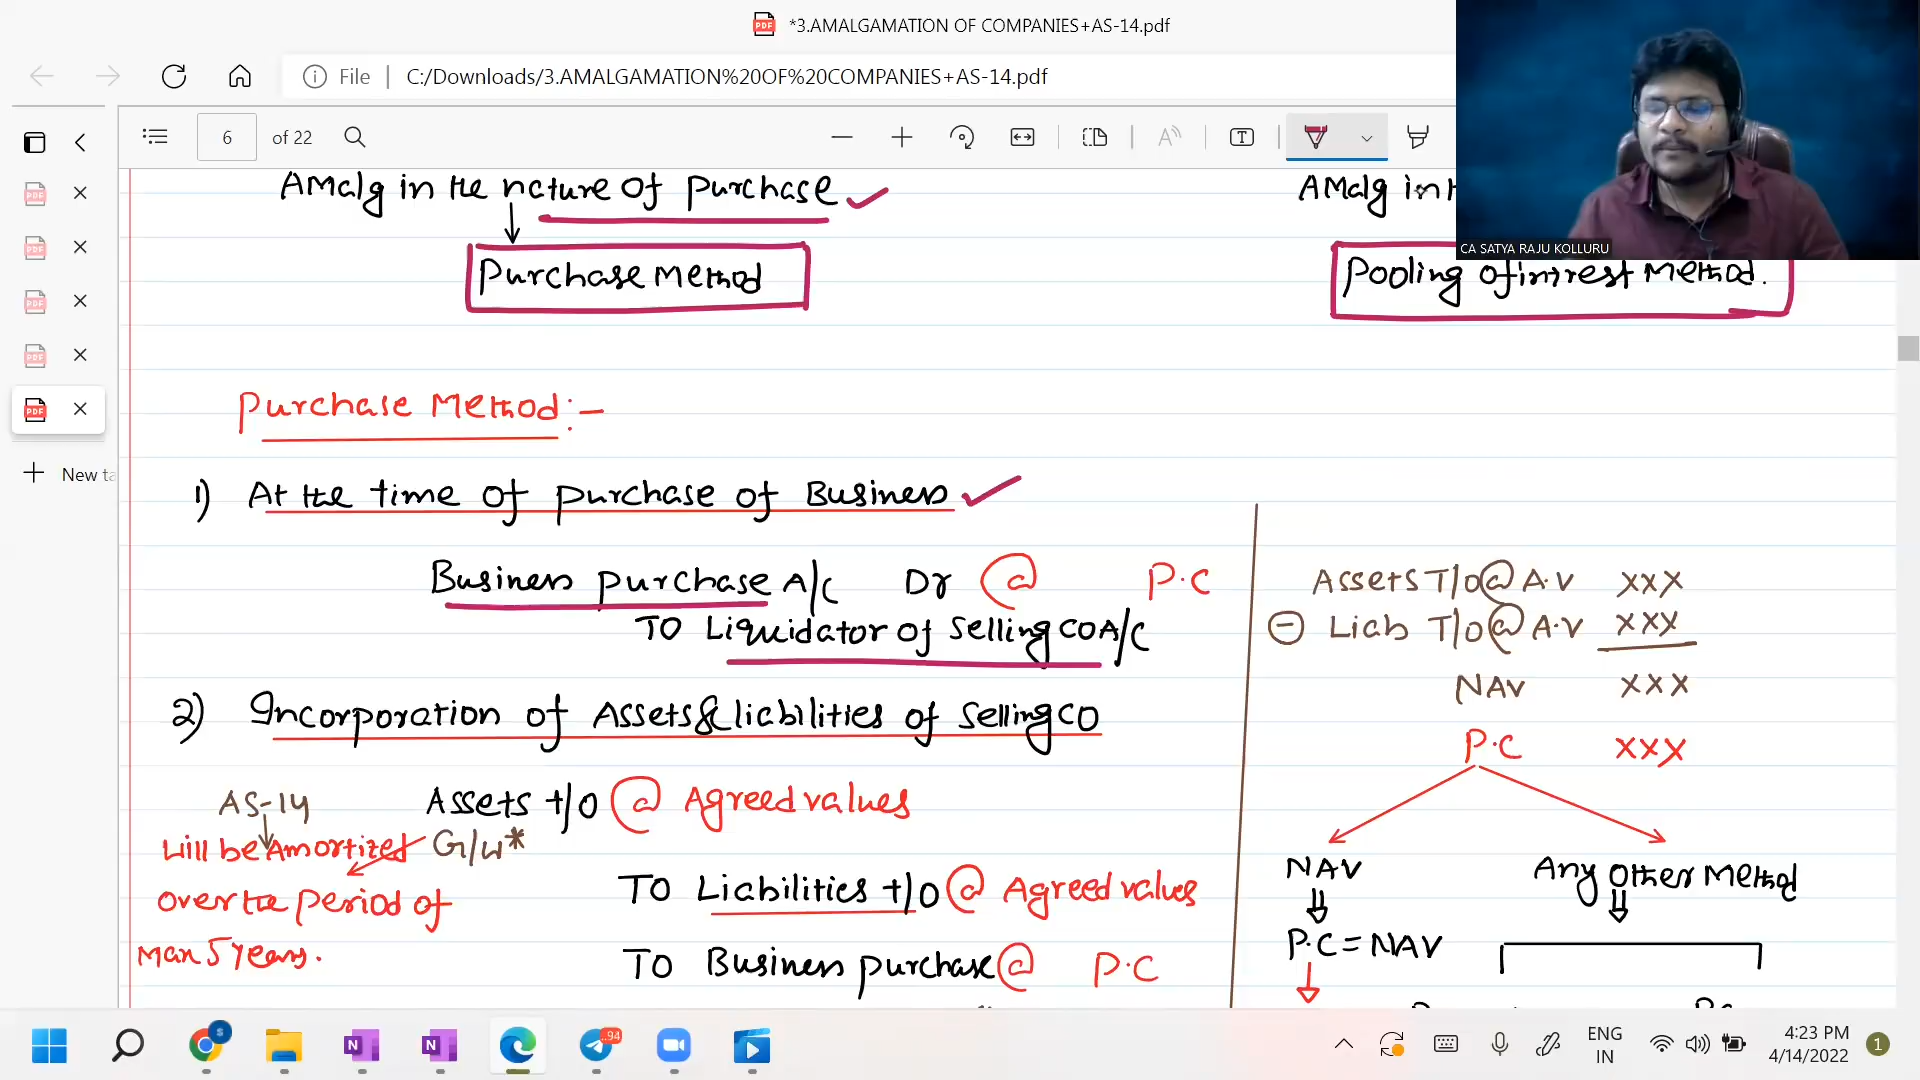 *3.AMALGAMATION OF COMPANIES+AS-14.pdf
File | C:/Downloads/3.AMALGAMATION%20OF%20COMPANIES+AS-14.pdf
6 of 22
CA SATYA RAJU KOLLURU
New ta
AMalg in the nature of purchase
AMalg in
purchase Method
pooling of intrest Method.
Purchase Method :-
1) At the time of purchase of Business
Business purchase A/C Dr @ P.C
TO Liquidator of selling CO A/C
2) Incorporation of Assets & liabilities of selling CO
AS-14
Assets t/o @ Agreed values
will be Amortized
G/w*
over the period of
Max 5 years.
TO Liabilities t/o @ Agreed values
TO Business purchase @ P.C
Assets T/o @ A.V XXX
- Liab T/o @ A.V XXX
NAV XXX
P.C XXX
NAV
Any other Method
P.C = NAV
N
N
..94
ENG
IN
4:23 PM
4/14/2022
1